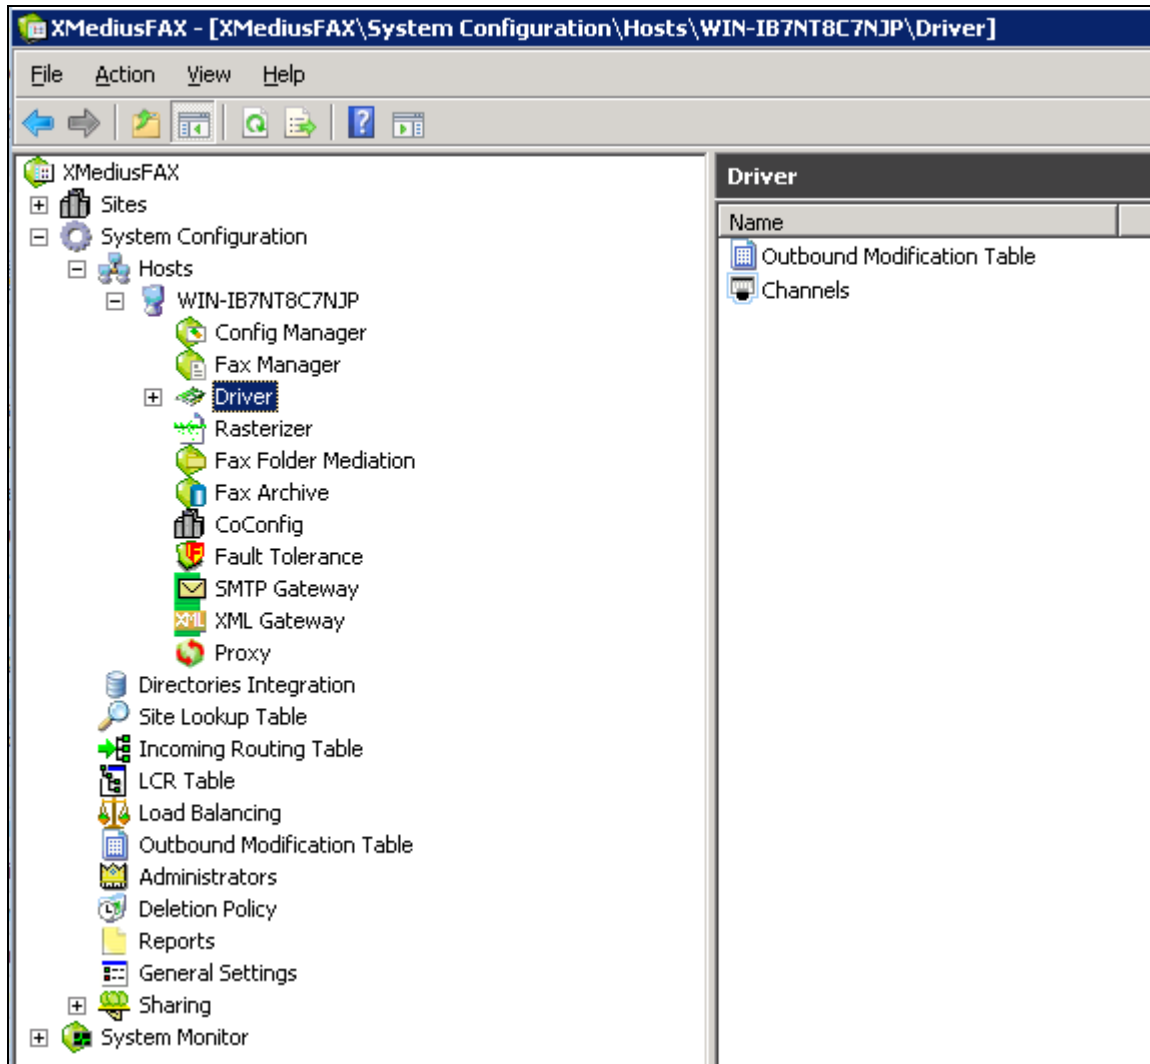 XMediusFAX - [XMediusFAX\System Configuration\Hosts\WIN-IB7NT8C7NJP\Driver]
File Action View Help
XMediusFAX
Sites
System Configuration
Hosts
WIN-IB7NT8C7NJP
Config Manager
Fax Manager
Driver
Rasterizer
Fax Folder Mediation
Fax Archive
CoConfig
Fault Tolerance
SMTP Gateway
XML Gateway
Proxy
Directories Integration
Site Lookup Table
Incoming Routing Table
LCR Table
Load Balancing
Outbound Modification Table
Administrators
Deletion Policy
Reports
General Settings
Sharing
System Monitor
Driver
Name
Outbound Modification Table
Channels